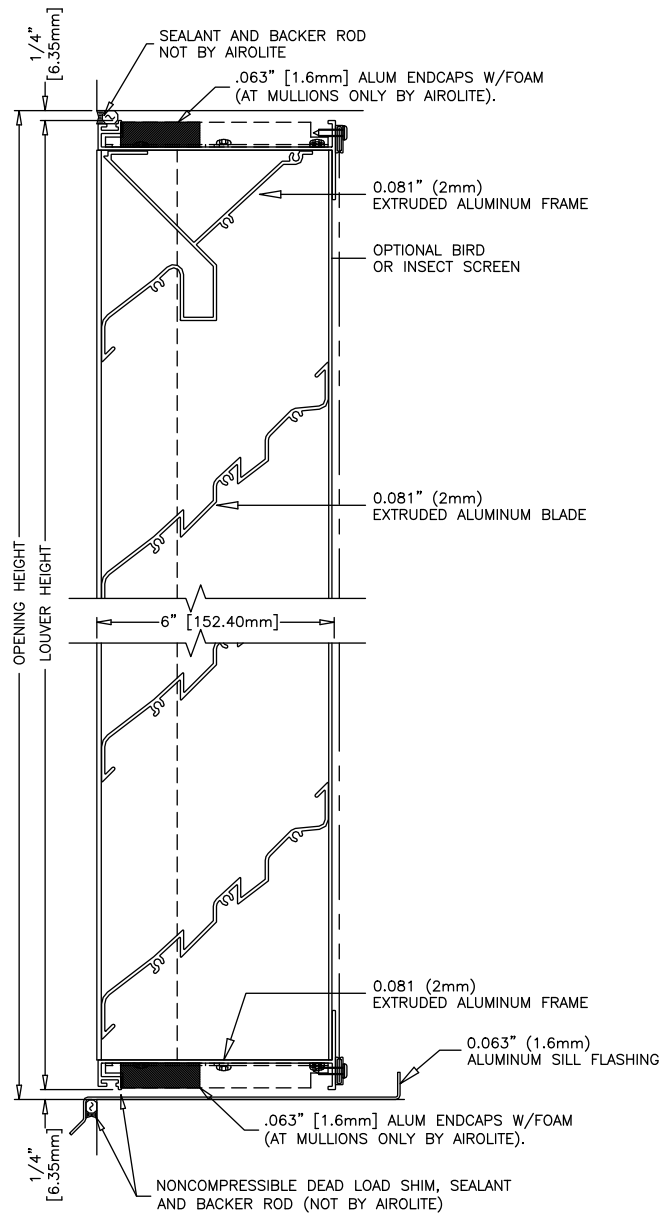 1/4"
[6.35mm]
SEALANT AND BACKER ROD
NOT BY AIROLITE
.063" [1.6mm] ALUM ENDCAPS W/FOAM
(AT MULLIONS ONLY BY AIROLITE).
0.081" (2mm)
EXTRUDED ALUMINUM FRAME
OPTIONAL BIRD
OR INSECT SCREEN
0.081" (2mm)
EXTRUDED ALUMINUM BLADE
OPENING HEIGHT
LOUVER HEIGHT
6" [152.40mm]
0.081 (2mm)
EXTRUDED ALUMINUM FRAME
0.063" (1.6mm)
ALUMINUM SILL FLASHING
.063" [1.6mm] ALUM ENDCAPS W/FOAM
(AT MULLIONS ONLY BY AIROLITE).
1/4"
[6.35mm]
NONCOMPRESSIBLE DEAD LOAD SHIM, SEALANT
AND BACKER ROD (NOT BY AIROLITE)